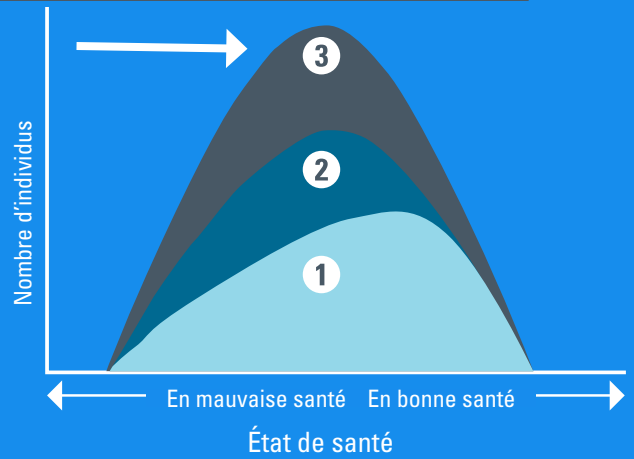 3
2
1
Nombre d'individus
En mauvaise santé En bonne santé
État de santé